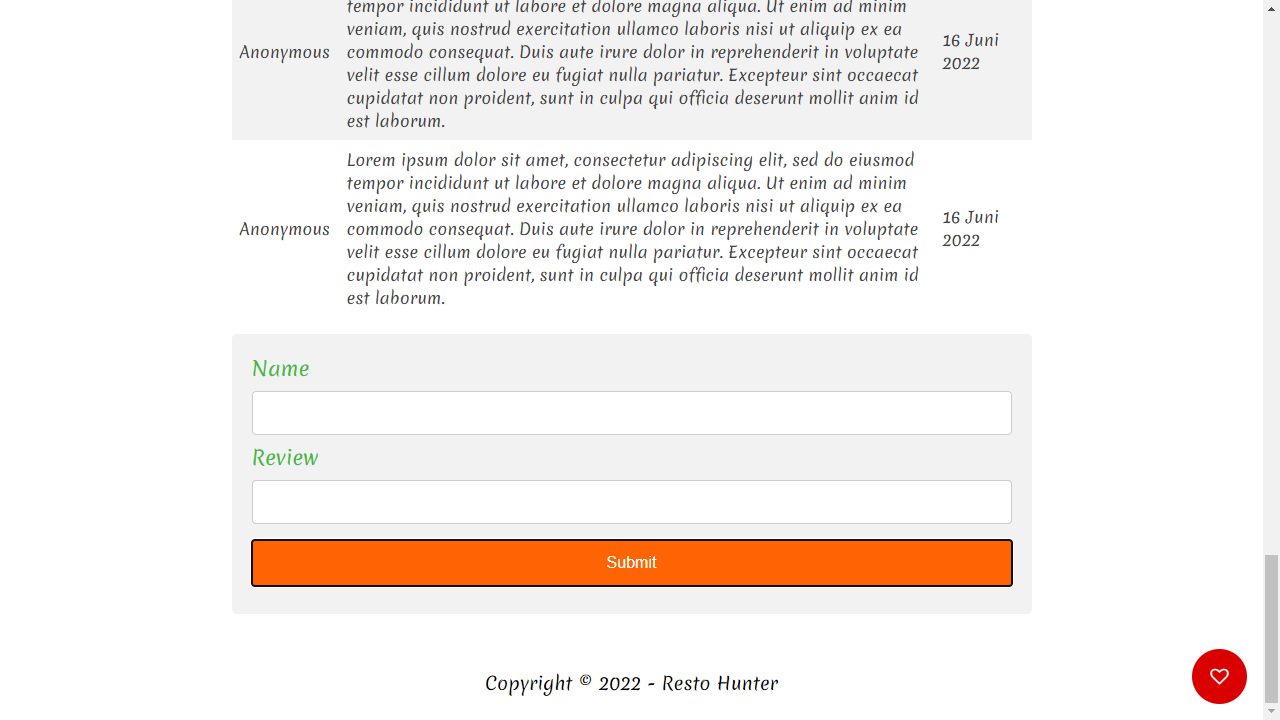 tempor incididunt ut labore et dolore magna aliqua. Ut enim ad minim
veniam, quis nostrud exercitation ullamco laboris nisi ut aliquip ex ea
Anonymous commodo consequat. Duis aute irure dolor in reprehenderit in voluptate 16 Juni
velit esse cillum dolore eu fugiat nulla pariatur. Excepteur sint occaecat 2022
cupidatat non proident, sunt in culpa qui officia deserunt mollit anim id
est laborum.
Lorem ipsum dolor sit amet, consectetur adipiscing elit, sed do eiusmod
tempor incididunt ut labore et dolore magna aliqua. Ut enim ad minim
veniam, quis nostrud exercitation ullamco laboris nisi ut aliquip ex ea
Anonymous commodo consequat. Duis aute irure dolor in reprehenderit in voluptate 16 Juni
velit esse cillum dolore eu fugiat nulla pariatur. Excepteur sint occaecat 2022
cupidatat non proident, sunt in culpa qui officia deserunt mollit anim id
est laborum.
Name
Review
Submit
Copyright © 2022 - Resto Hunter